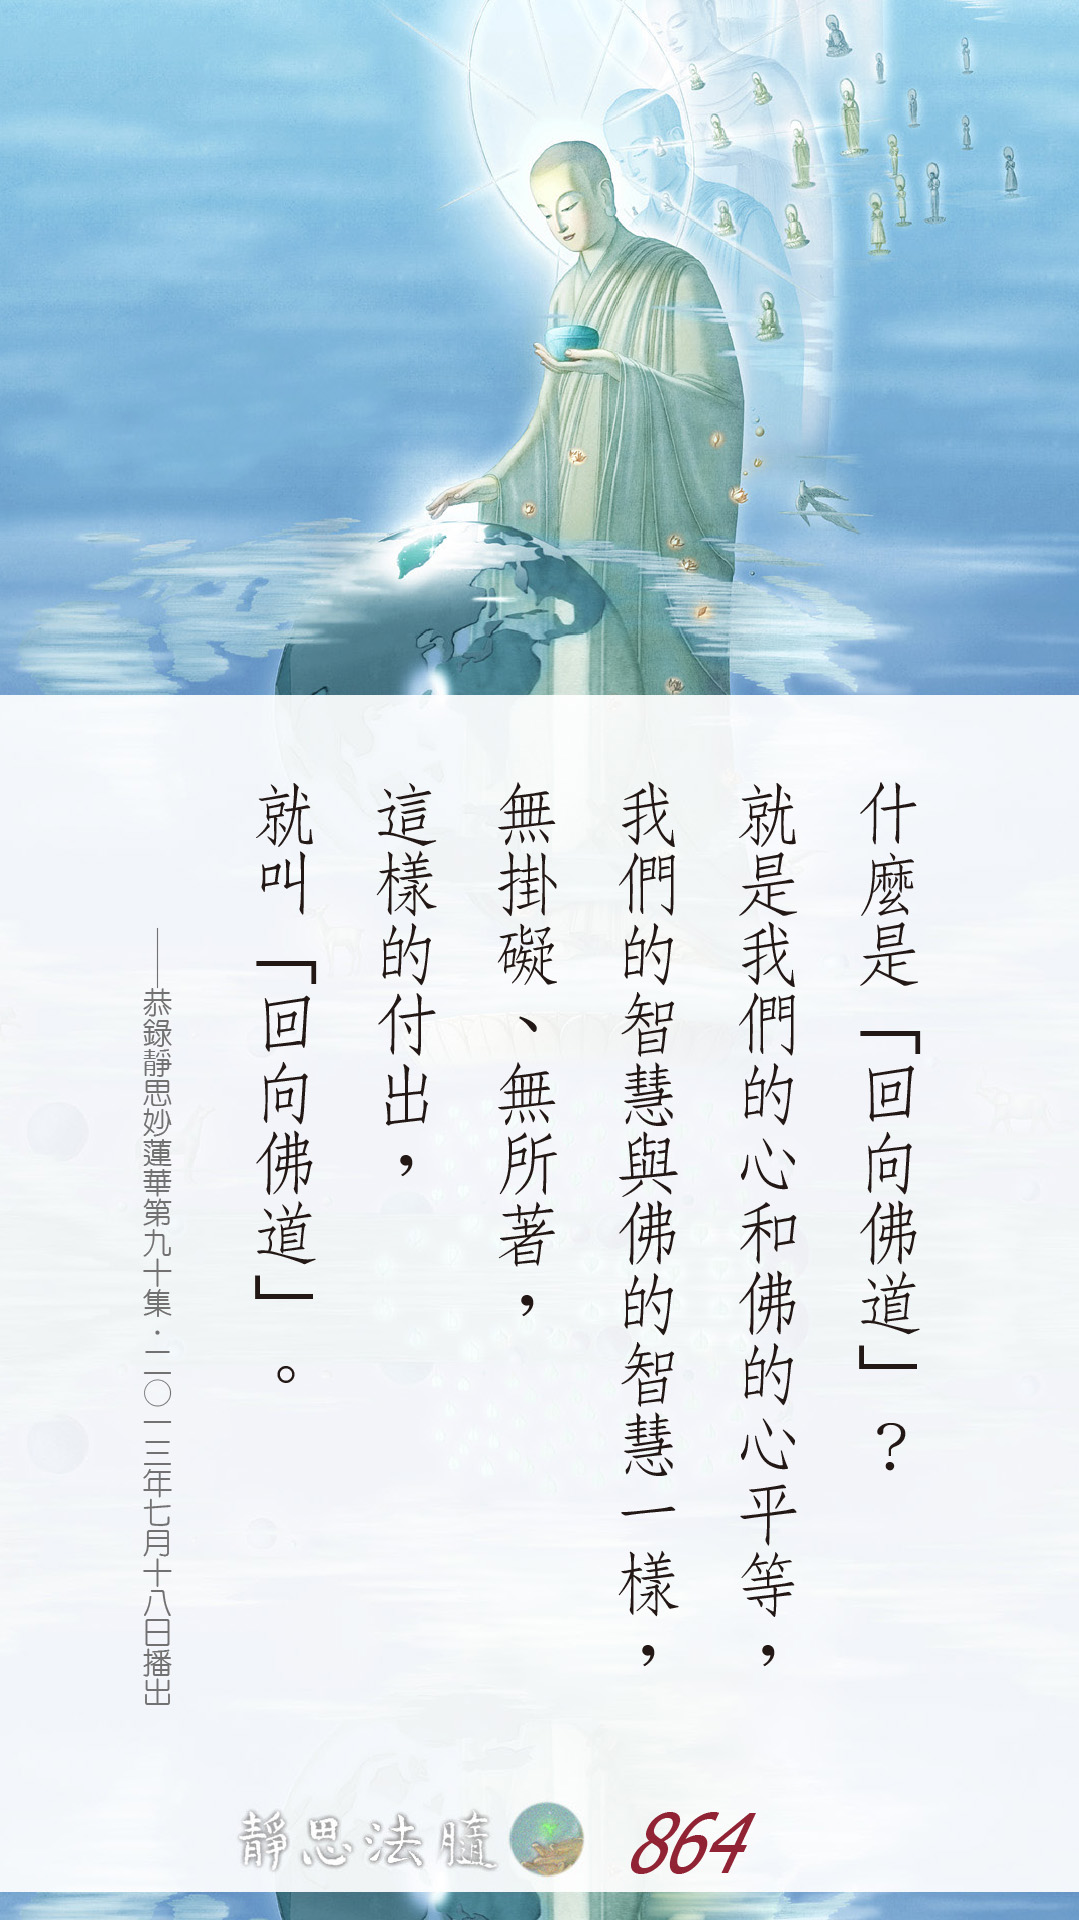 什麼是「回向佛道」？
就是我們的心和佛的心平等，
我們的智慧與佛的智慧一樣，
無掛礙、無所著，
這樣的付出，
就叫「回向佛道」。
──恭錄靜思妙蓮華第九十集．二〇一三年七月十八日播出
靜思法髓
864